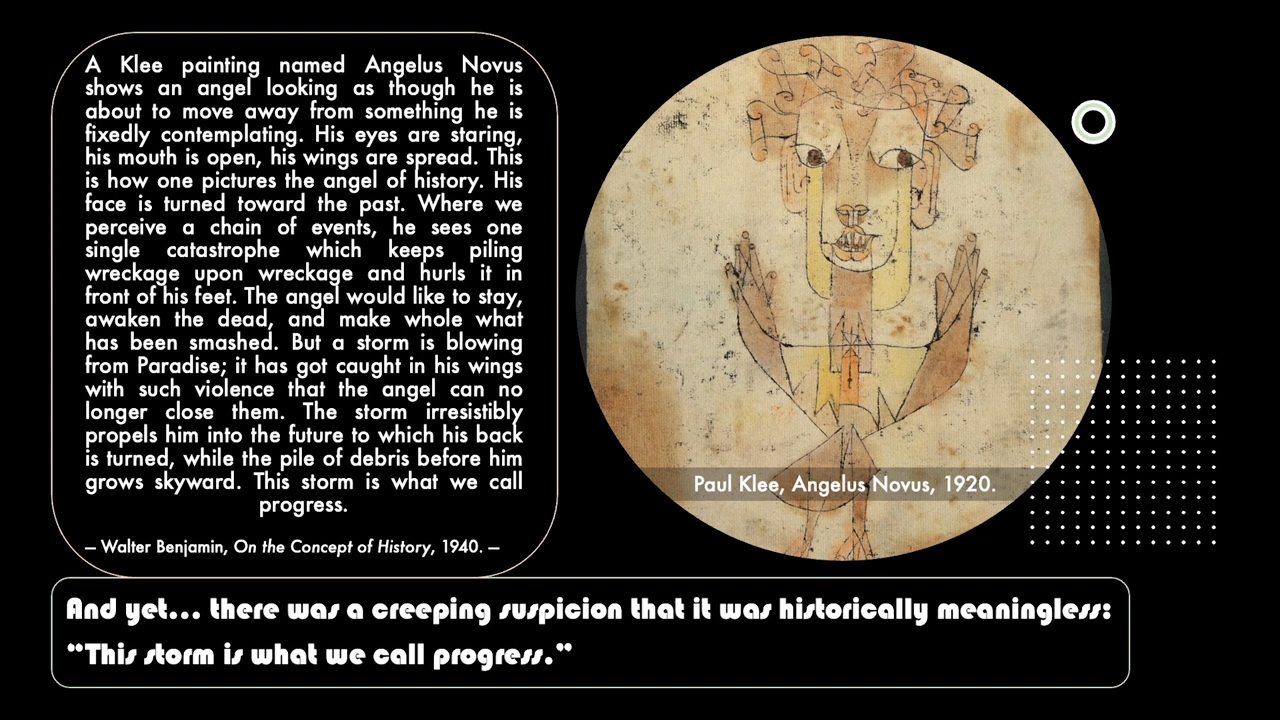 A Klee painting named Angelus Novus
shows an angel looking as though he is
about to move away from something he is
fixedly contemplating. His eyes are staring,
his mouth is open, his wings are spread. This
is how one pictures the angel of history. His
face is turned toward the past. Where we
perceive a chain of events, he sees one
single catastrophe which keeps piling
wreckage upon wreckage and hurls it in
front of his feet. The angel would like to stay,
awaken the dead, and make whole what
has been smashed. But a storm is blowing
from Paradise; it has got caught in his wings
with such violence that the angel can no
longer close them. The storm irresistibly
propels him into the future to which his back
is turned, while the pile of debris before him
grows skyward. This storm is what we call
progress.
— Walter Benjamin, On the Concept of History, 1940. —
Paul Klee, Angelus Novus, 1920.
And yet... there was a creeping suspicion that it was historically meaningless:
“This storm is what we call progress.”